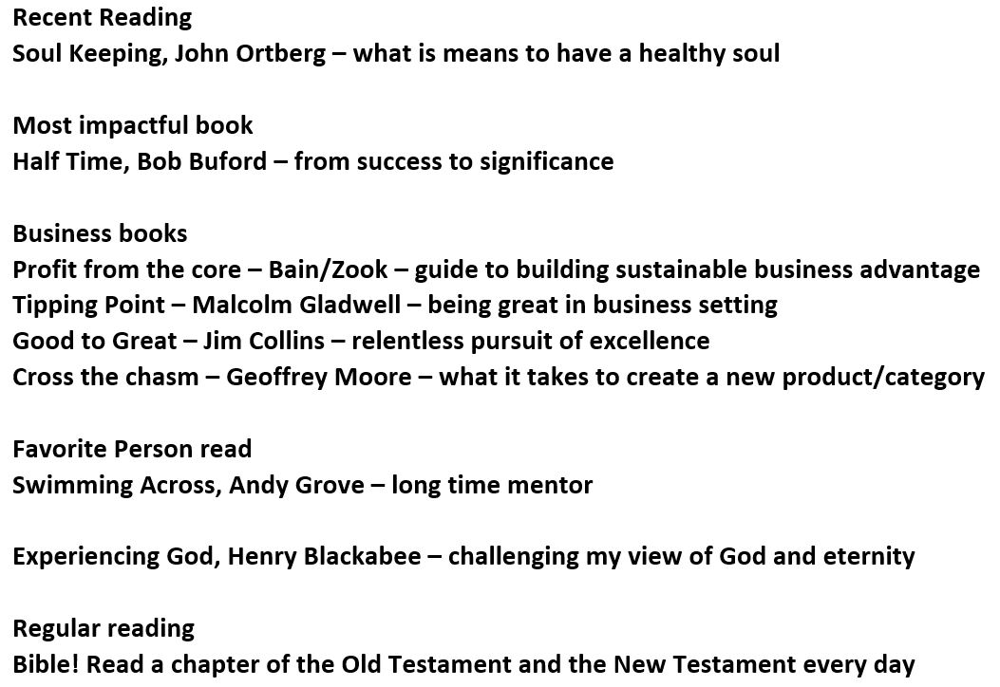 Recent Reading
Soul Keeping, John Ortberg – what is means to have a healthy soul
Most impactful book
Half Time, Bob Buford – from success to significance
Business books
Profit from the core – Bain/Zook – guide to building sustainable business advantage
Tipping Point – Malcolm Gladwell – being great in business setting
Good to Great – Jim Collins – relentless pursuit of excellence
Cross the chasm – Geoffrey Moore – what it takes to create a new product/category
Favorite Person read
Swimming Across, Andy Grove – long time mentor
Experiencing God, Henry Blackabee – challenging my view of God and eternity
Regular reading
Bible! Read a chapter of the Old Testament and the New Testament every day